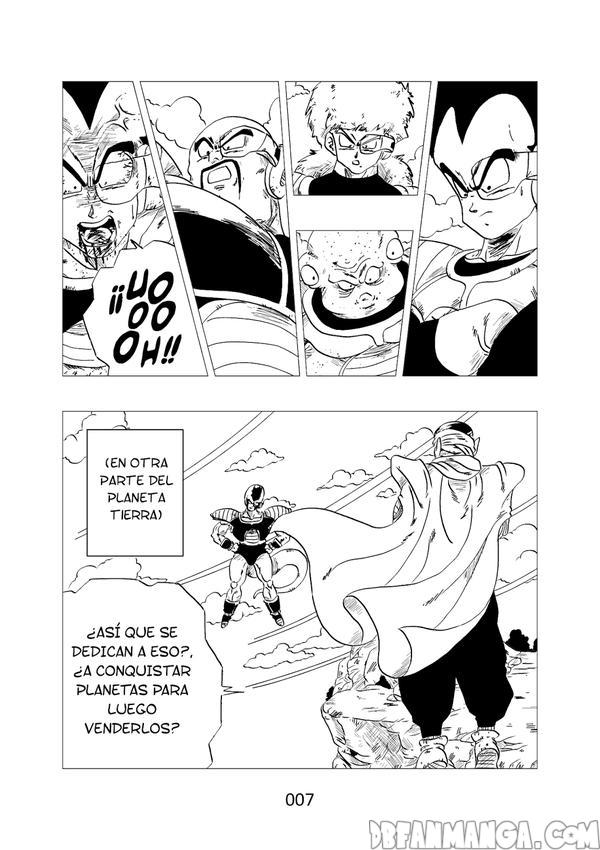 ¡¡UO
OO
OH!!
(EN OTRA
PARTE DEL
PLANETA
TIERRA)
¿ASÍ QUE SE
DEDICAN A ESO?,
¿A CONQUISTAR
PLANETAS PARA
LUEGO
VENDERLOS?
007
DBFANMANGA.COM